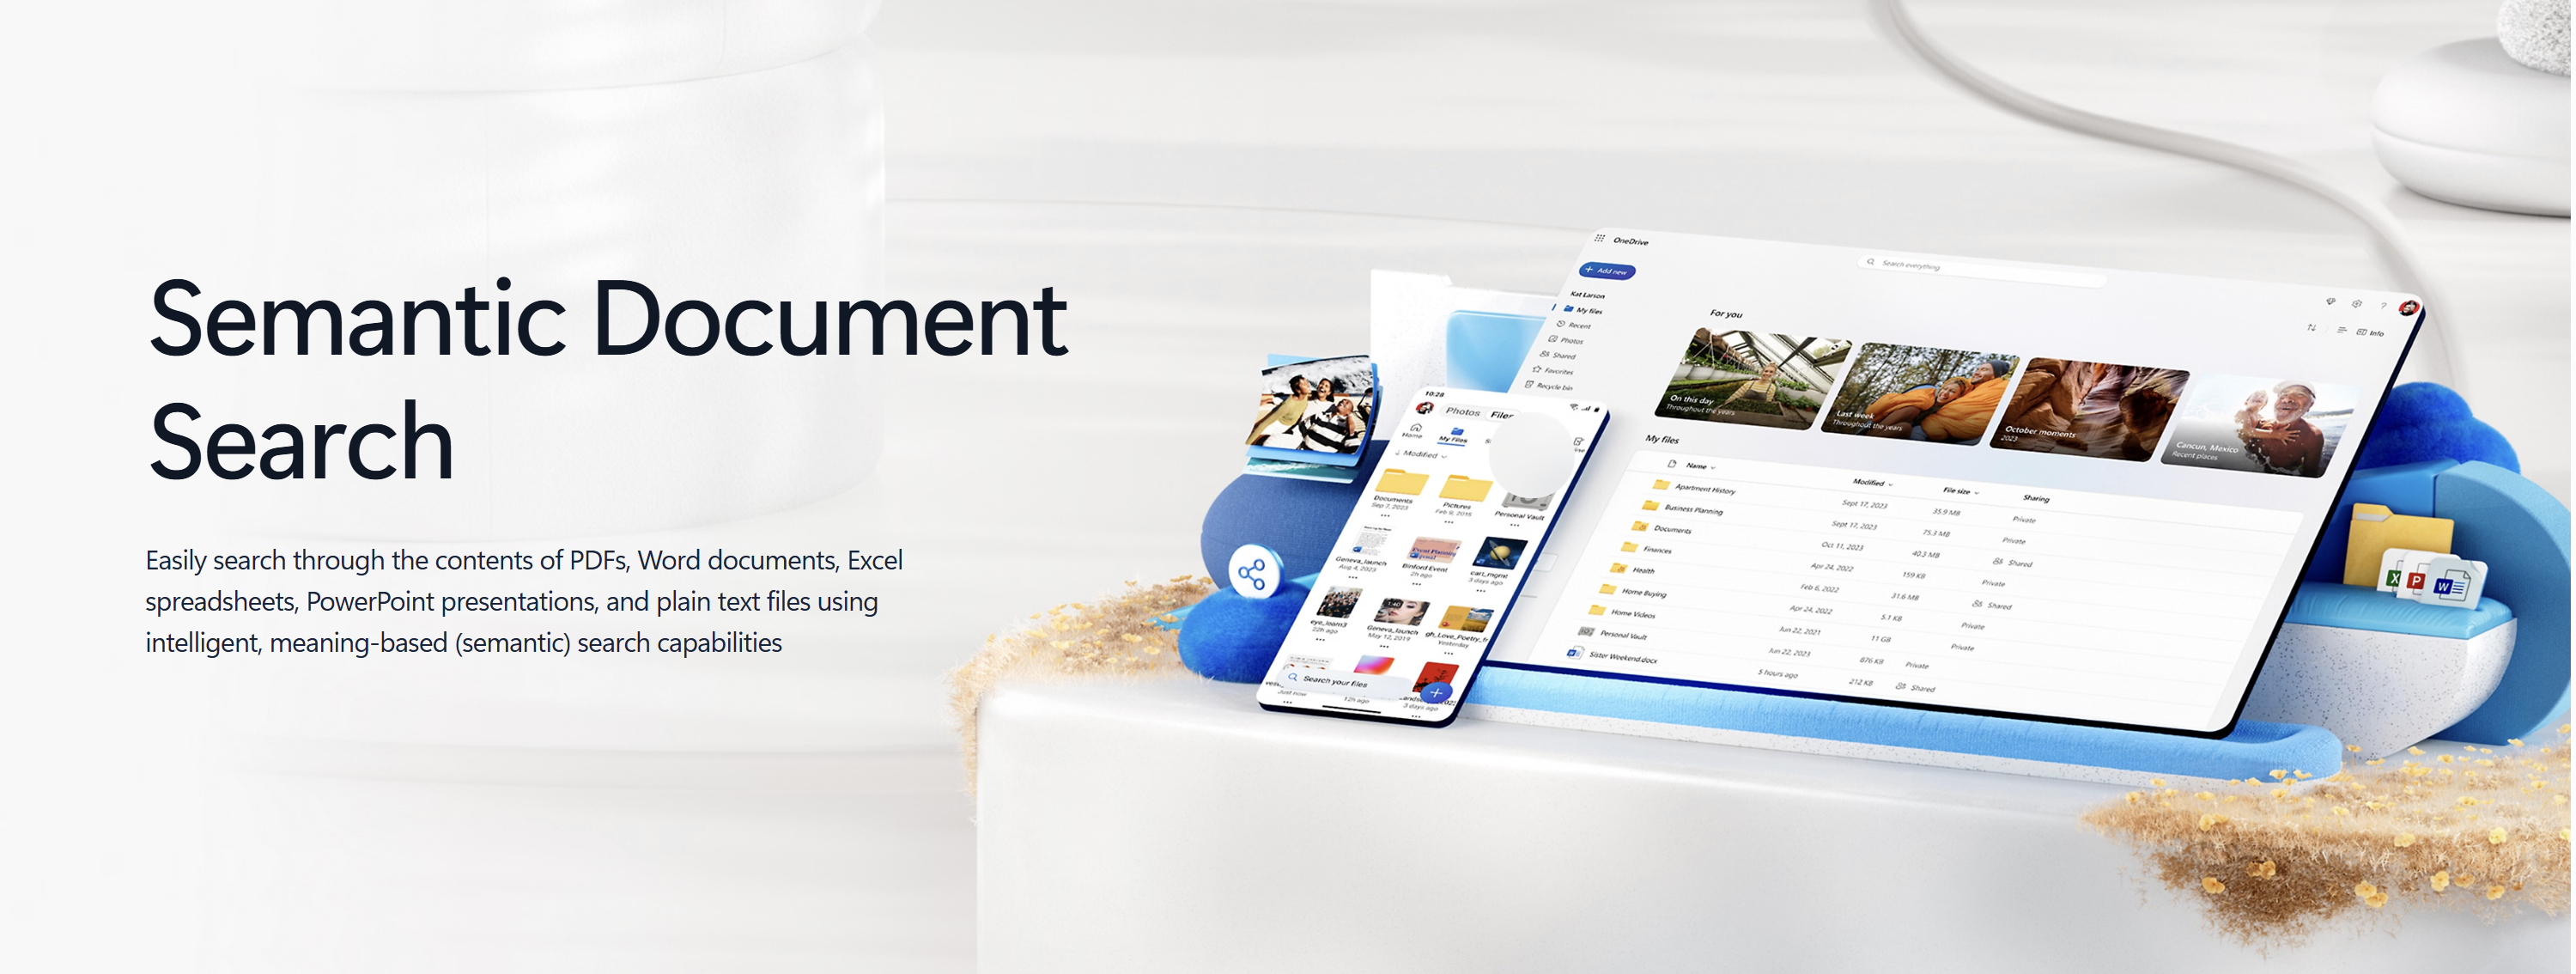 Semantic Document
Search
Easily search through the contents of PDFs, Word documents, Excel
spreadsheets, PowerPoint presentations, and plain text files using
intelligent, meaning-based (semantic) search capabilities
OneDrive
Search everything
Add new
Kat Larson
My files
Recent
Photos
Shared
Favorites
Recycle bin
Info
For you
On this day
Throughout the years
Last week
Throughout the years
October moments
2023
Cancun, Mexico
Recent places
My files
Name Modified File size Sharing
Apartment History Sept 17, 2023 35.9 MB Private
Business Planning Sept 17, 2023 75.3 MB Private
Documents Oct 11, 2023 40.3 MB Shared
Finances Apr 24, 2022 159 KB Private
Health Feb 6, 2022 31.6 MB Shared
Home Buying Apr 24, 2022 5.1 KB Private
Home Videos Jun 22, 2021 11 GB Private
Personal Vault Jun 22, 2023 876 KB Private
Sister Weekend.docx 5 hours ago 212 KB Shared
10:28
Photos Files
Home My files
Modified
Documents Pictures Personal Vault
Sep 7, 2023 Feb 9, 2015
Geneva_launch Binford Event carl_mgmt
Aug 4, 2023 2h ago 3 days ago
eye_team3 Geneva_launch
22h ago May 12, 2019 Yesterday
Search your files
Just now 12h ago 3 days ago
X P W